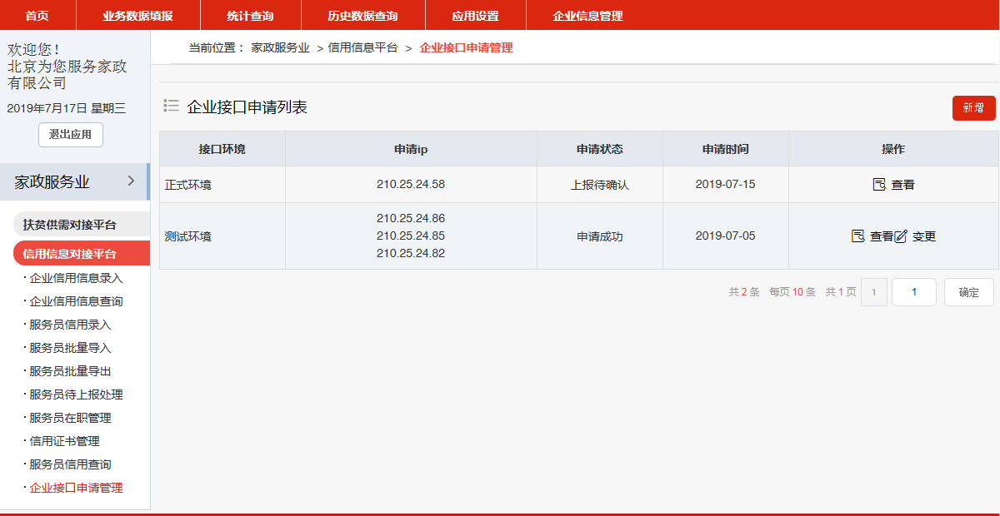 首页 业务数据填报 统计查询 历史数据查询 应用设置 企业信息管理
欢迎您！
北京为您服务家政
有限公司
2019年7月17日 星期三
退出应用
家政服务业
扶贫供需对接平台
信用信息对接平台
·企业信用信息录入
·企业信用信息查询
·服务员信用录入
·服务员批量导入
·服务员批量导出
·服务员待上报处理
·服务员在职管理
·信用证书管理
·服务员信用查询
·企业接口申请管理
当前位置： 家政服务业 > 信用信息平台 > 企业接口申请管理
企业接口申请列表
新增
接口环境 申请ip 申请状态 申请时间 操作
正式环境 210.25.24.58 上报待确认 2019-07-15 查看
测试环境 210.25.24.86 申请成功 2019-07-05 查看 变更
210.25.24.85
210.25.24.82
共2条 每页10条 共1页 1 1 确定